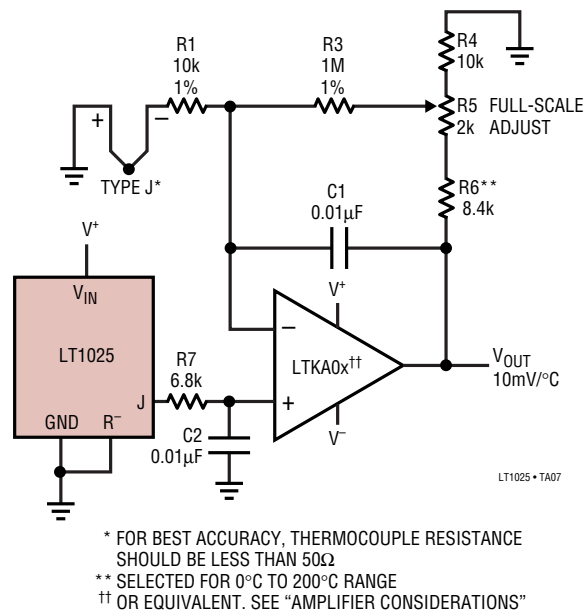 R1
10k
1%
R3
1M
1%
R4
10k
R5
2k
FULL-SCALE
ADJUST
+
−
TYPE J*
R6**
8.4k
C1
0.01µF
V+
VIN
LT1025
J
GND
R−
R7
6.8k
C2
0.01µF
V+
−
LTKA0x††
+
V−
VOUT
10mV/°C
LT1025 • TA07
* FOR BEST ACCURACY, THERMOCOUPLE RESISTANCE
SHOULD BE LESS THAN 50Ω
** SELECTED FOR 0°C TO 200°C RANGE
†† OR EQUIVALENT. SEE “AMPLIFIER CONSIDERATIONS”